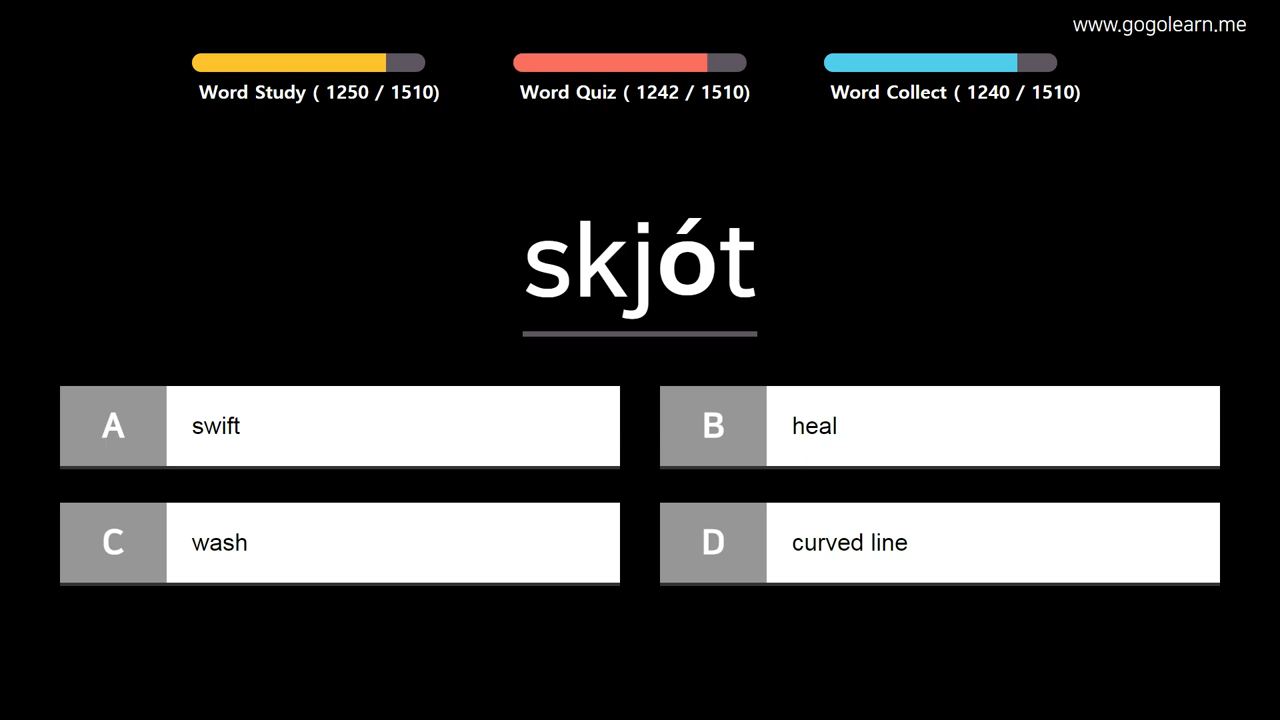 www.gogolearn.me
Word Study ( 1250 / 1510)
Word Quiz ( 1242 / 1510)
Word Collect ( 1240 / 1510)
skjót
A swift
B heal
C wash
D curved line